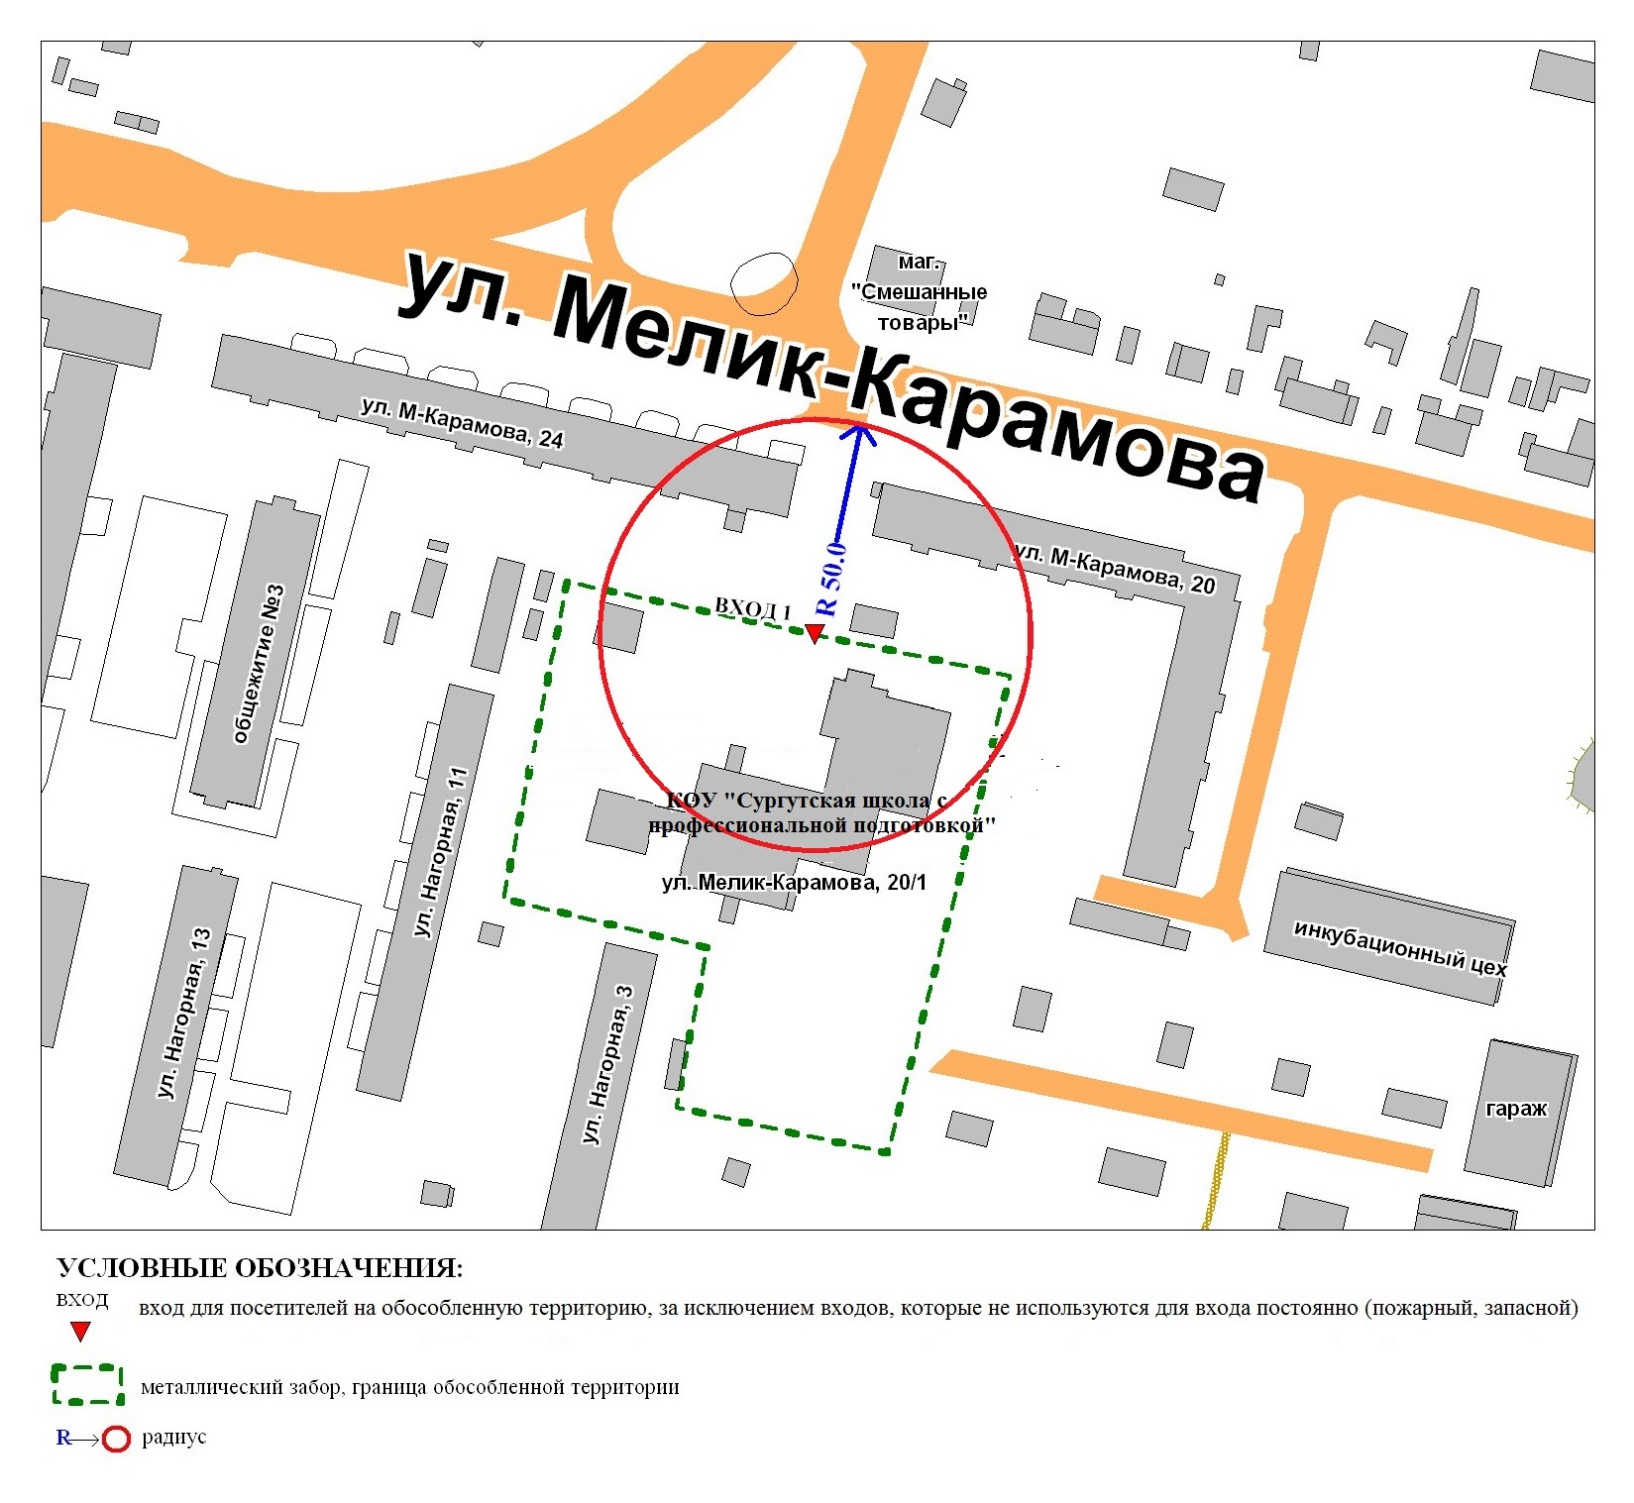 маг.
"Смешанные
товары"
ул. Мелик-Карамова
ул. М-Карамова, 24
ул. М-Карамова, 20
R 50.0
ВХОД 1
общежитие №3
ул. Нагорная, 11
КОУ "Сургутская школа с
профессиональной подготовкой"
ул. Мелик-Карамова, 20/1
ул. Нагорная, 13
ул. Нагорная, 3
инкубационный цех
гараж
УСЛОВНЫЕ ОБОЗНАЧЕНИЯ:
ВХОД
вход для посетителей на обособленную территорию, за исключением входов, которые не используются для входа постоянно (пожарный, запасной)
металлический забор, граница обособленной территории
R
радиус